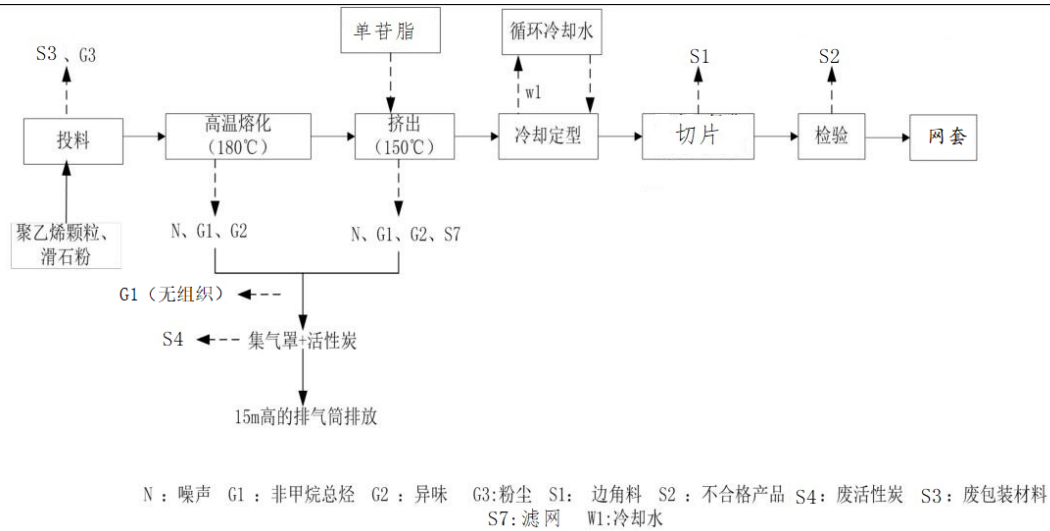 单苷脂
循环冷却水
S3、G3
S1
S2
w1
投料
高温熔化
(180℃)
挤出
(150℃)
冷却定型
切片
检验
网套
聚乙烯颗粒、
滑石粉
N、G1、G2
N、G1、G2、S7
G1（无组织）
S4
集气罩+活性炭
15m高的排气筒排放
N：噪声 G1：非甲烷总烃 G2：异味 G3:粉尘 S1： 边角料 S2：不合格产品 S4：废活性炭 S3：废包装材料
S7:滤网 W1:冷却水